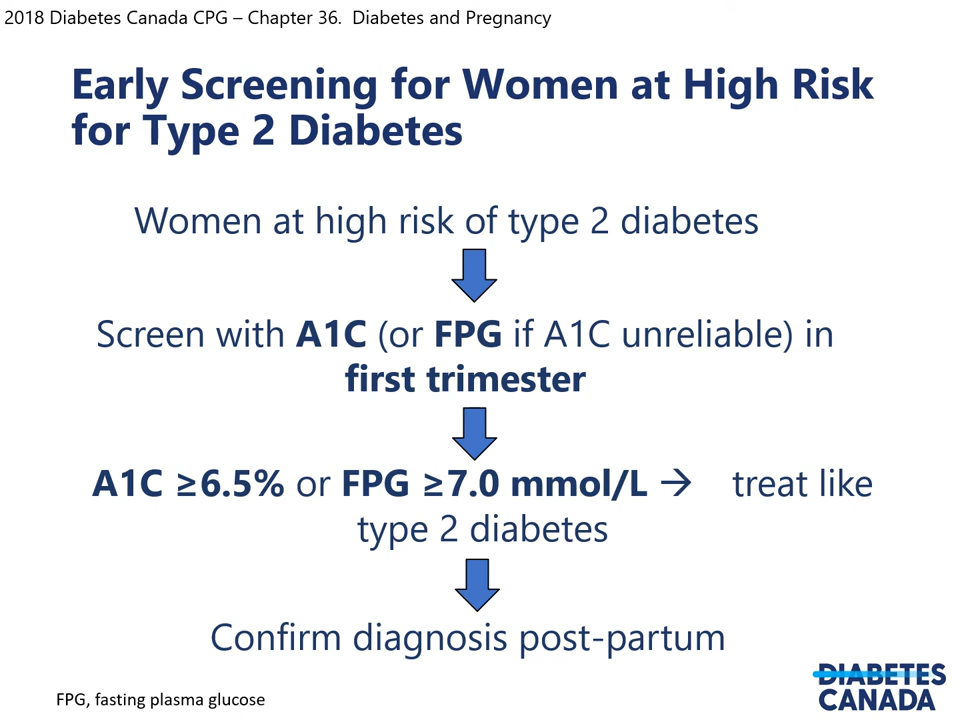 2018 Diabetes Canada CPG – Chapter 36. Diabetes and Pregnancy
Early Screening for Women at High Risk
for Type 2 Diabetes
Women at high risk of type 2 diabetes
Screen with A1C (or FPG if A1C unreliable) in
first trimester
A1C ≥6.5% or FPG ≥7.0 mmol/L → treat like
type 2 diabetes
Confirm diagnosis post-partum
FPG, fasting plasma glucose
DIABETES
CANADA